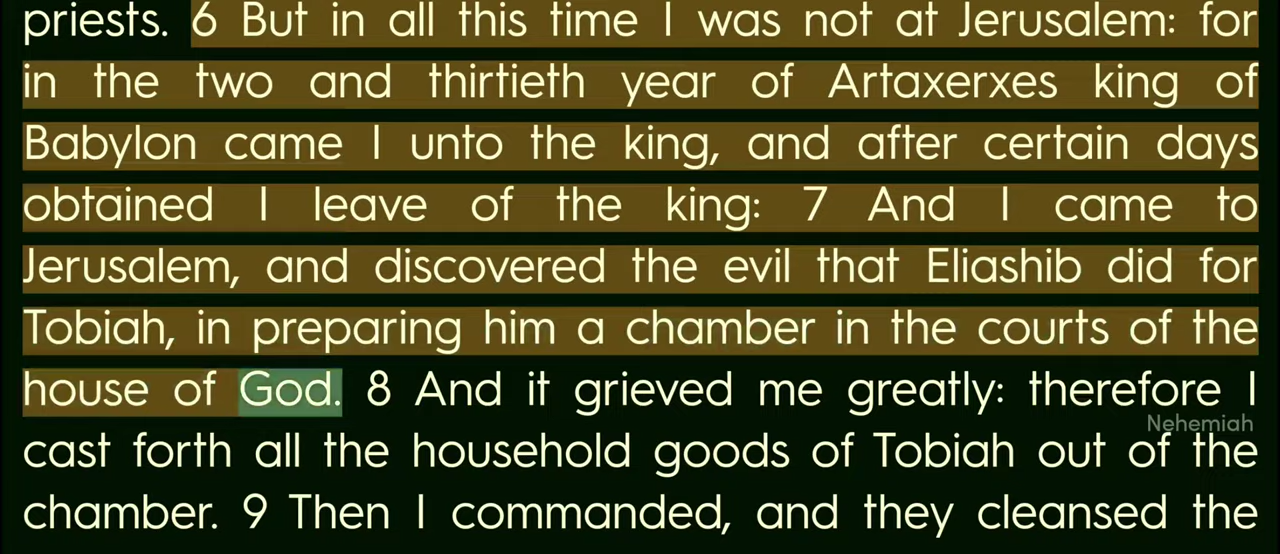 priests. 6 But in all this time I was not at Jerusalem: for
in the two and thirtieth year of Artaxerxes king of
Babylon came I unto the king, and after certain days
obtained I leave of the king: 7 And I came to
Jerusalem, and discovered the evil that Eliashib did for
Tobiah, in preparing him a chamber in the courts of the
house of God. 8 And it grieved me greatly: therefore I
Nehemiah
cast forth all the household goods of Tobiah out of the
chamber. 9 Then I commanded, and they cleansed the